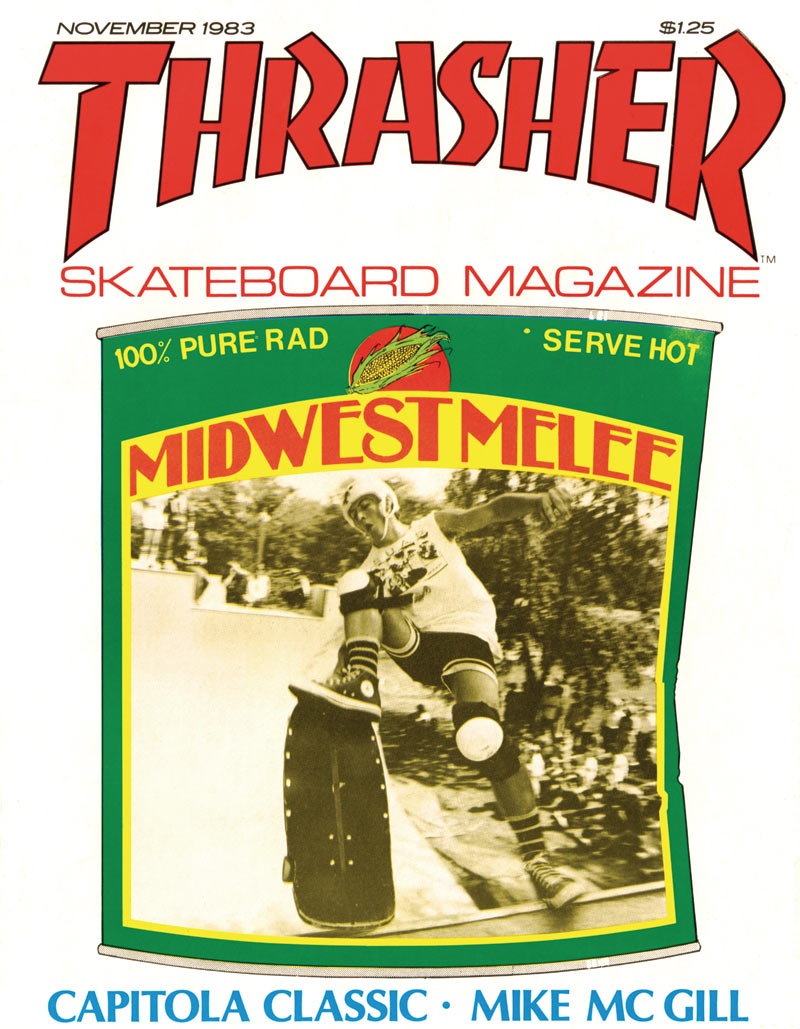 NOVEMBER 1983 $1.25
THRASHER
TM
SKATEBOARD MAGAZINE
100% PURE RAD • SERVE HOT
MIDWEST MELEE
CAPITOLA CLASSIC · MIKE MC GILL